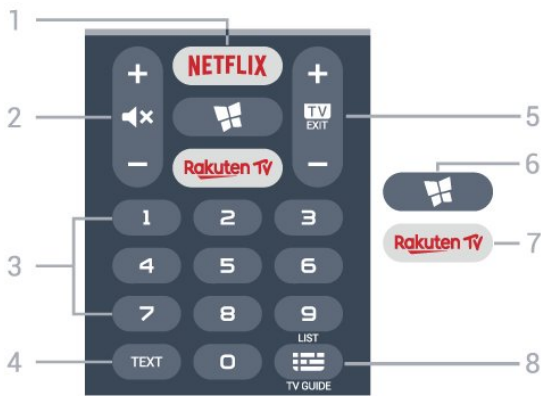 1
NETFLIX
+ +
2
TV
EXIT
5
- -
6
Rakuten TV
Rakuten TV
7
1 2 3
3
4 5 6
7 8 9
LIST
4
TEXT 0
8
TV GUIDE